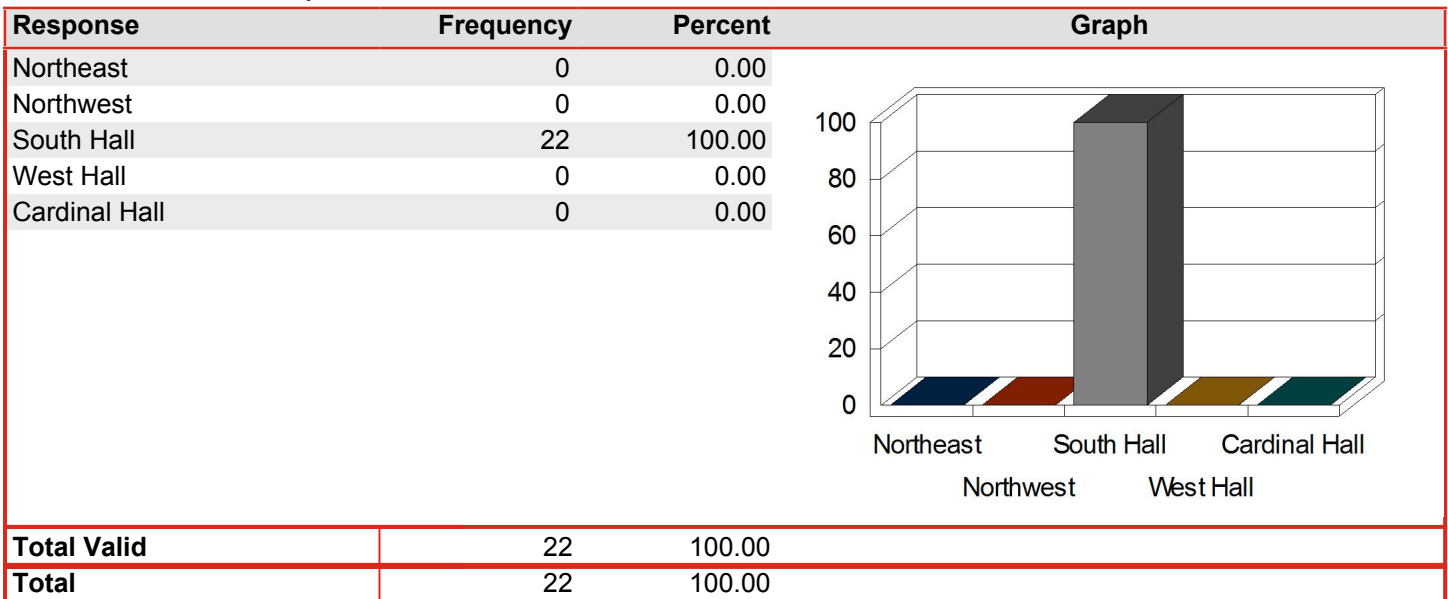 Response Frequency Percent Graph
Northeast 0 0.00
Northwest 0 0.00
South Hall 22 100.00
West Hall 0 0.00
Cardinal Hall 0 0.00
100
80
60
40
20
0
Northeast South Hall Cardinal Hall
Northwest West Hall
Total Valid 22 100.00
Total 22 100.00